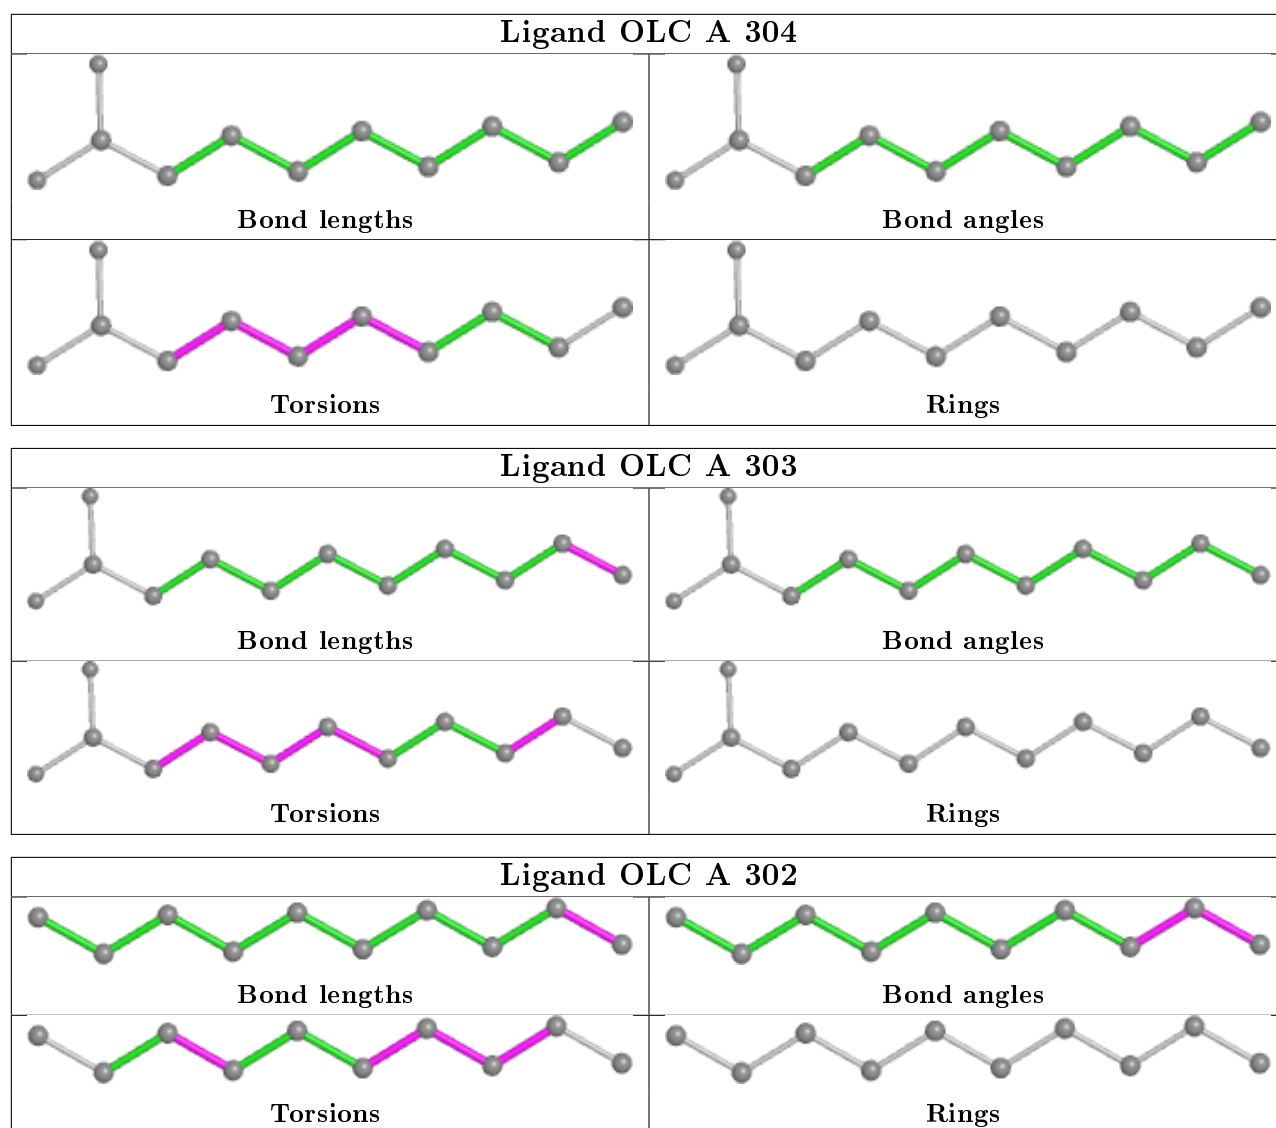 Ligand OLC A 304
Bond lengths
Bond angles
Torsions
Rings
Ligand OLC A 303
Bond lengths
Bond angles
Torsions
Rings
Ligand OLC A 302
Bond lengths
Bond angles
Torsions
Rings